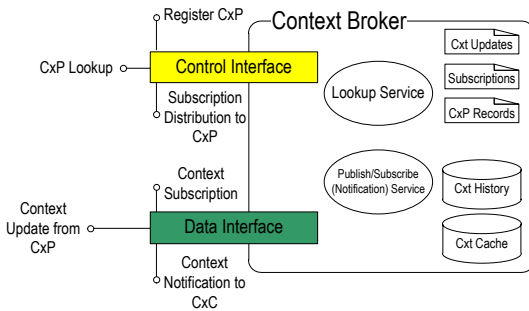 Register CxP
Context Broker
CxP Lookup
Control Interface
Subscription
Distribution to
CxP
Lookup Service
Cxt Updates
Subscriptions
CxP Records
Context
Subscription
Publish/Subscribe
(Notification) Service
Cxt History
Context
Update from
CxP
Data Interface
Cxt Cache
Context
Notification to
CxC